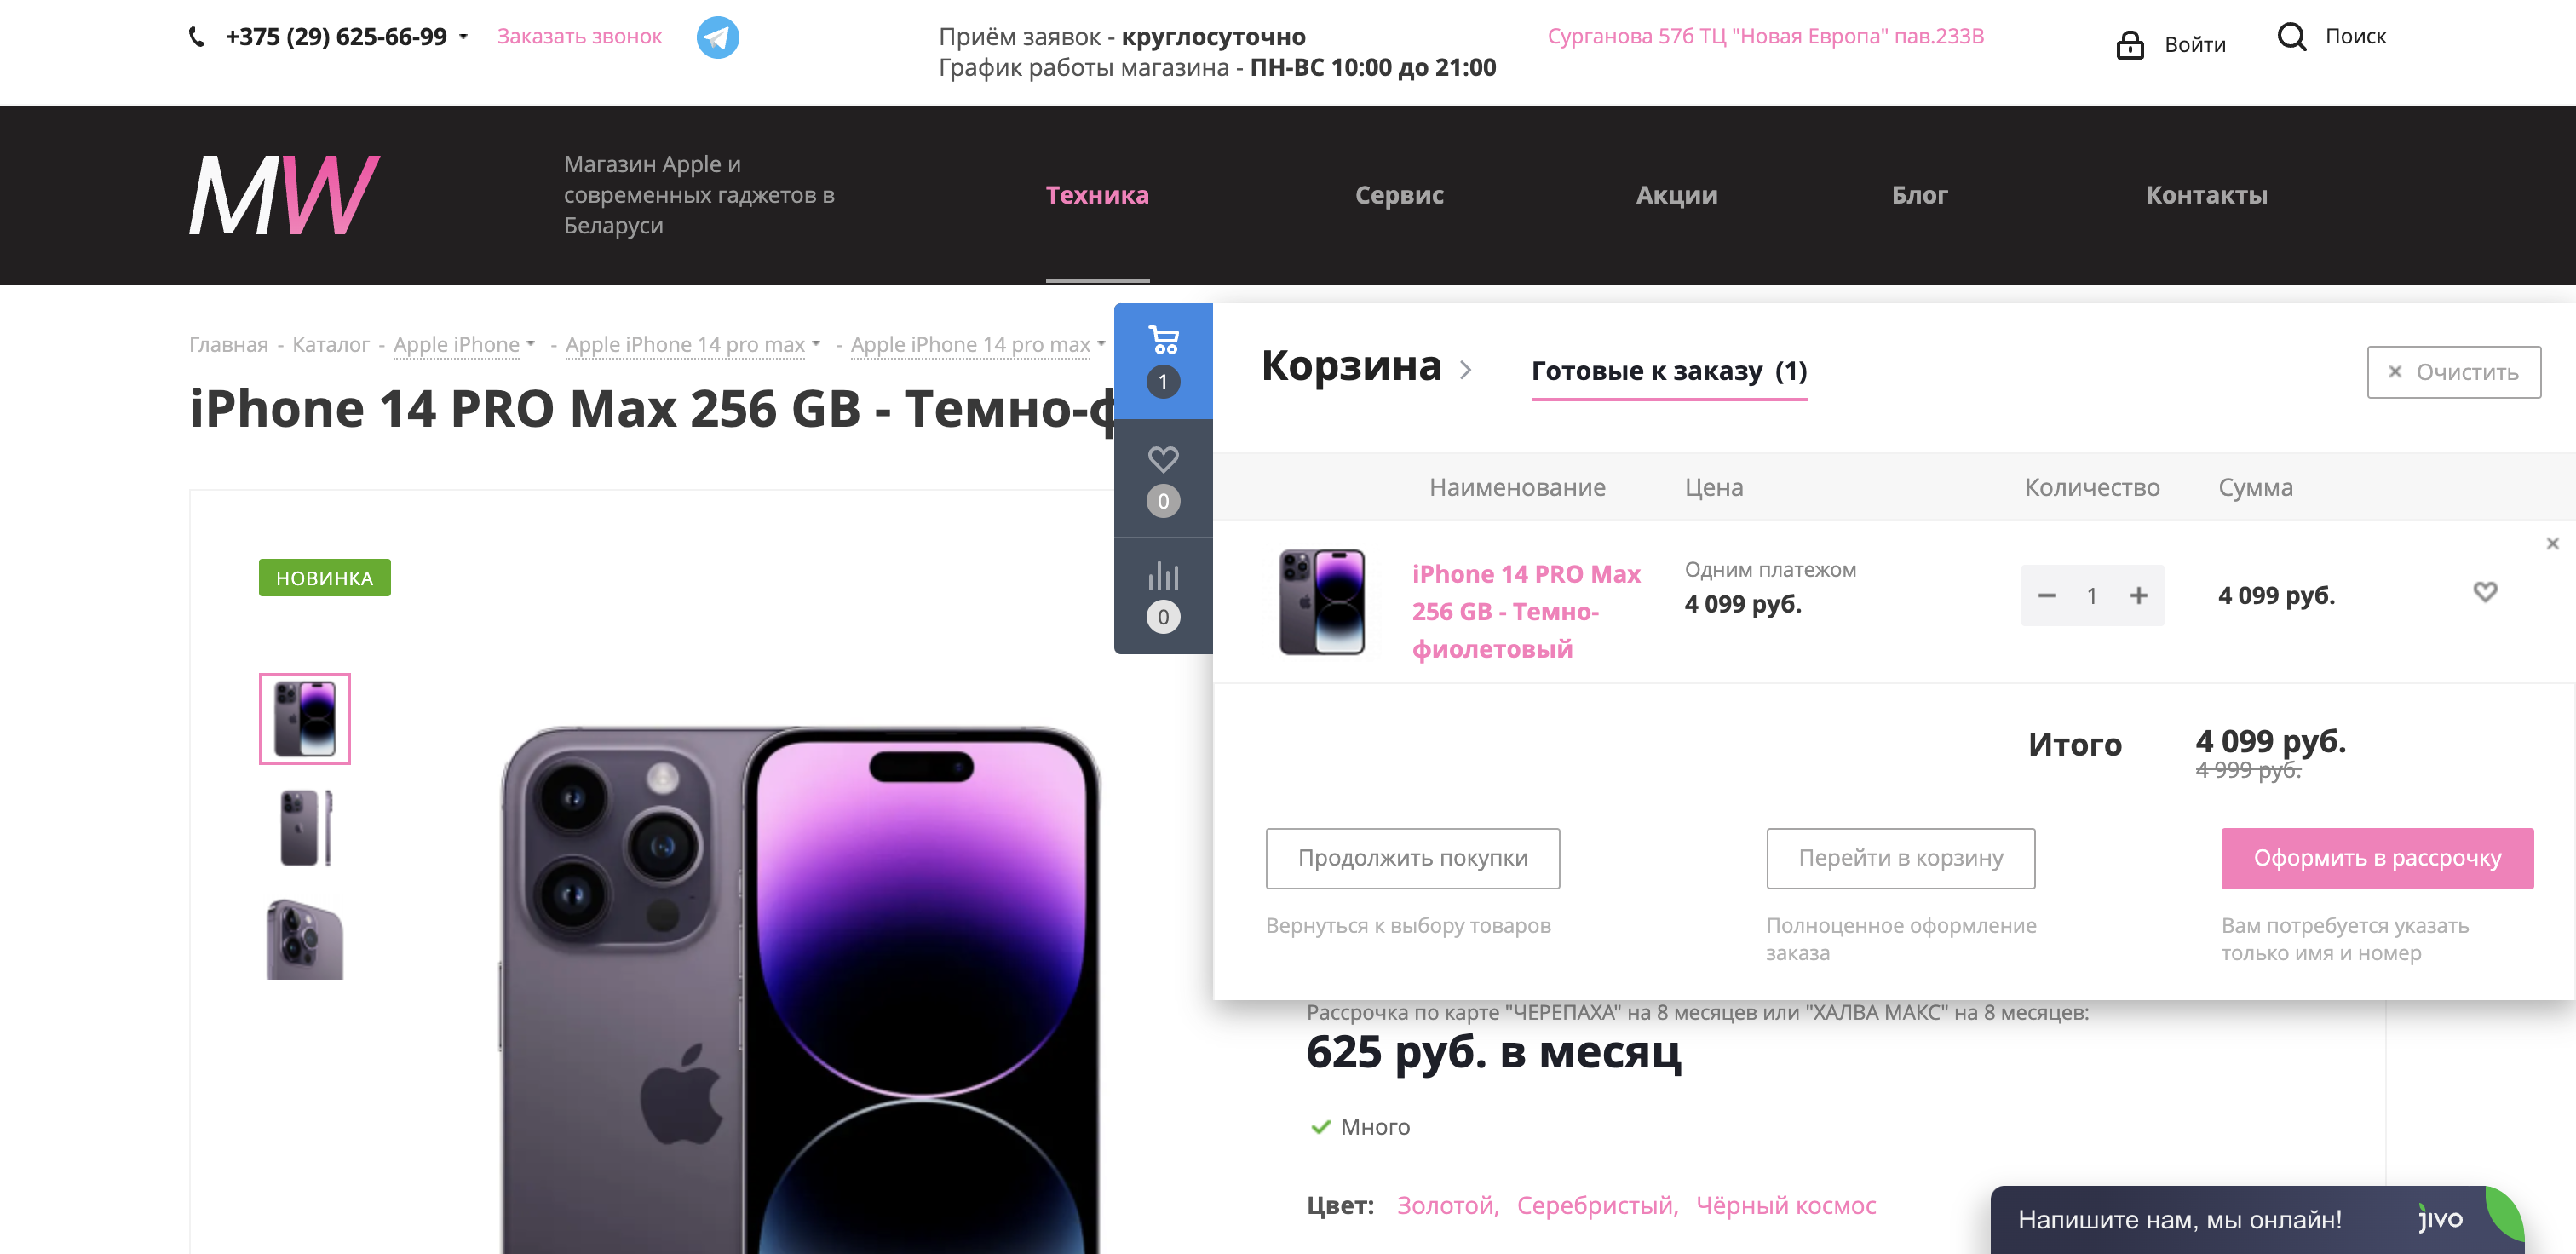 +375 (29) 625-66-99
Заказать звонок
Приём заявок - круглосуточно
График работы магазина - ПН-ВС 10:00 до 21:00
Сурганова 57б ТЦ "Новая Европа" пав.233В
Войти
Поиск
MW
Магазин Apple и
современных гаджетов в
Беларуси
Техника
Сервис
Акции
Блог
Контакты
Главная - Каталог - Apple iPhone - Apple iPhone 14 pro max - Apple iPhone 14 pro max
iPhone 14 PRO Max 256 GB - Темно-ф
НОВИНКА
1
0
0
Корзина
Готовые к заказу (1)
Очистить
Наименование
Цена
Количество
Сумма
iPhone 14 PRO Max
256 GB - Темно-
фиолетовый
Одним платежом
4 099 руб.
1
4 099 руб.
Итого
4 099 руб.
4 999 руб.
Продолжить покупки
Вернуться к выбору товаров
Перейти в корзину
Полноценное оформление
заказа
Оформить в рассрочку
Вам потребуется указать
только имя и номер
Рассрочка по карте "ЧЕРЕПАХА" на 8 месяцев или "ХАЛВА МАКС" на 8 месяцев:
625 руб. в месяц
Много
Цвет: Золотой, Серебристый, Чёрный космос
Напишите нам, мы онлайн!
jivo